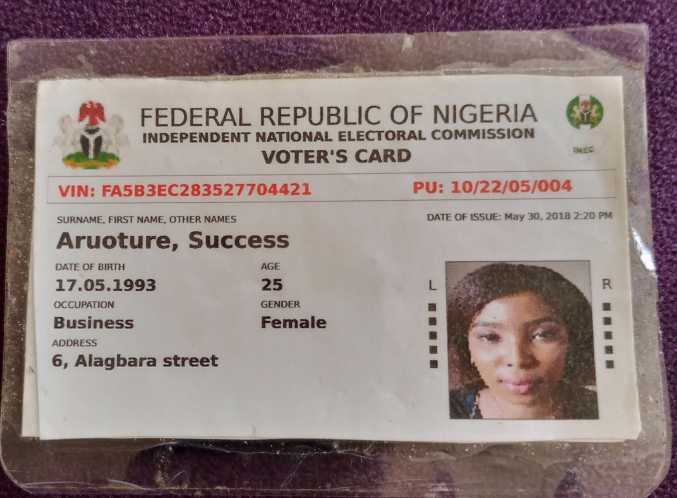 FEDERAL REPUBLIC OF NIGERIA
INDEPENDENT NATIONAL ELECTORAL COMMISSION
INEC
VOTER'S CARD
VIN: FA5B3EC283527704421 PU: 10/22/05/004
SURNAME, FIRST NAME, OTHER NAMES DATE OF ISSUE: May 30, 2018 2:20 PM
Aruoture, Success
DATE OF BIRTH AGE
17.05.1993 25
L R
OCCUPATION GENDER
Business Female
ADDRESS
6, Alagbara street